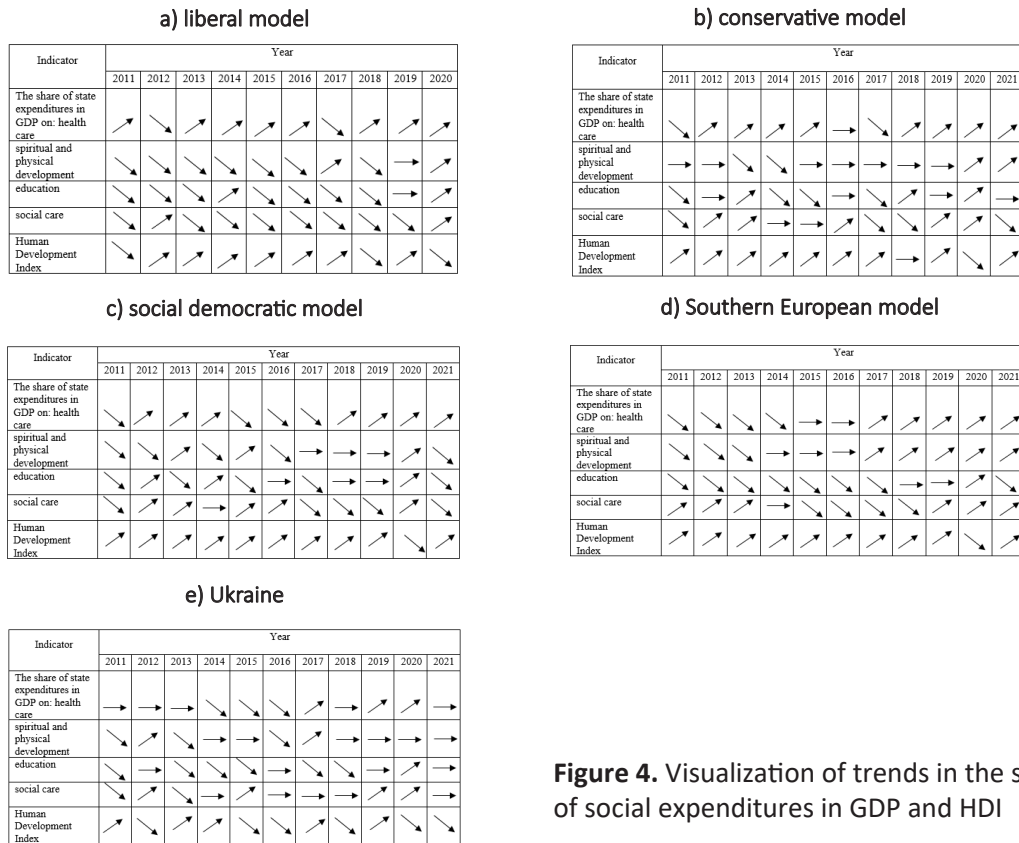 a) liberal model
Indicator
Year
2011 2012 2013 2014 2015 2016 2017 2018 2019 2020
The share of state
expenditures in
GDP on: health
care
spiritual and
physical
development
education
social care
Human
Development
Index
b) conservative model
Indicator
Year
2011 2012 2013 2014 2015 2016 2017 2018 2019 2020 2021
The share of state
expenditures in
GDP on: health
care
spiritual and
physical
development
education
social care
Human
Development
Index
c) social democratic model
Indicator
Year
2011 2012 2013 2014 2015 2016 2017 2018 2019 2020 2021
The share of state
expenditures in
GDP on: health
care
spiritual and
physical
development
education
social care
Human
Development
Index
d) Southern European model
Indicator
Year
2011 2012 2013 2014 2015 2016 2017 2018 2019 2020 2021
The share of state
expenditures in
GDP on: health
care
spiritual and
physical
development
education
social care
Human
Development
Index
e) Ukraine
Indicator
Year
2011 2012 2013 2014 2015 2016 2017 2018 2019 2020 2021
The share of state
expenditures in
GDP on: health
care
spiritual and
physical
development
education
social care
Human
Development
Index
Figure 4. Visualization of trends in the
of social expenditures in GDP and HDI